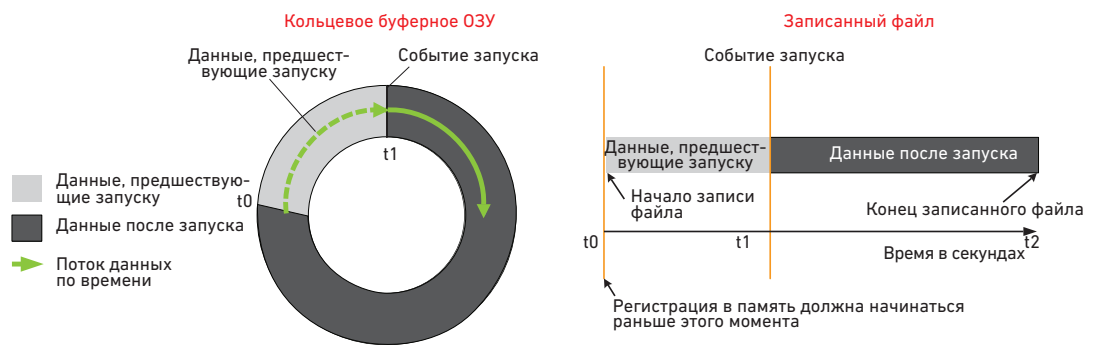 Кольцевое буферное ОЗУ
Данные, предшест-
вующие запуску
Событие запуска
t1
t0
Данные, предшествую-
щие запуску
Данные после запуска
Поток данных
по времени
Записанный файл
Событие запуска
Данные, предшест-
вующие запуску
Данные после запуска
Начало записи
файла
Конец записанного файла
t0
t1
t2
Время в секундах
Регистрация в память должна начинаться
раньше этого момента